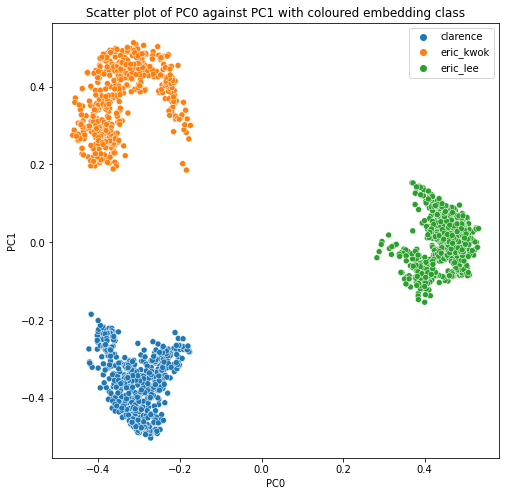 Scatter plot of PC0 against PC1 with coloured embedding class
clarence
eric_kwok
eric_lee
PC1
0.4
0.2
0.0
−0.2
−0.4
−0.4
−0.2
0.0
0.2
0.4
PC0